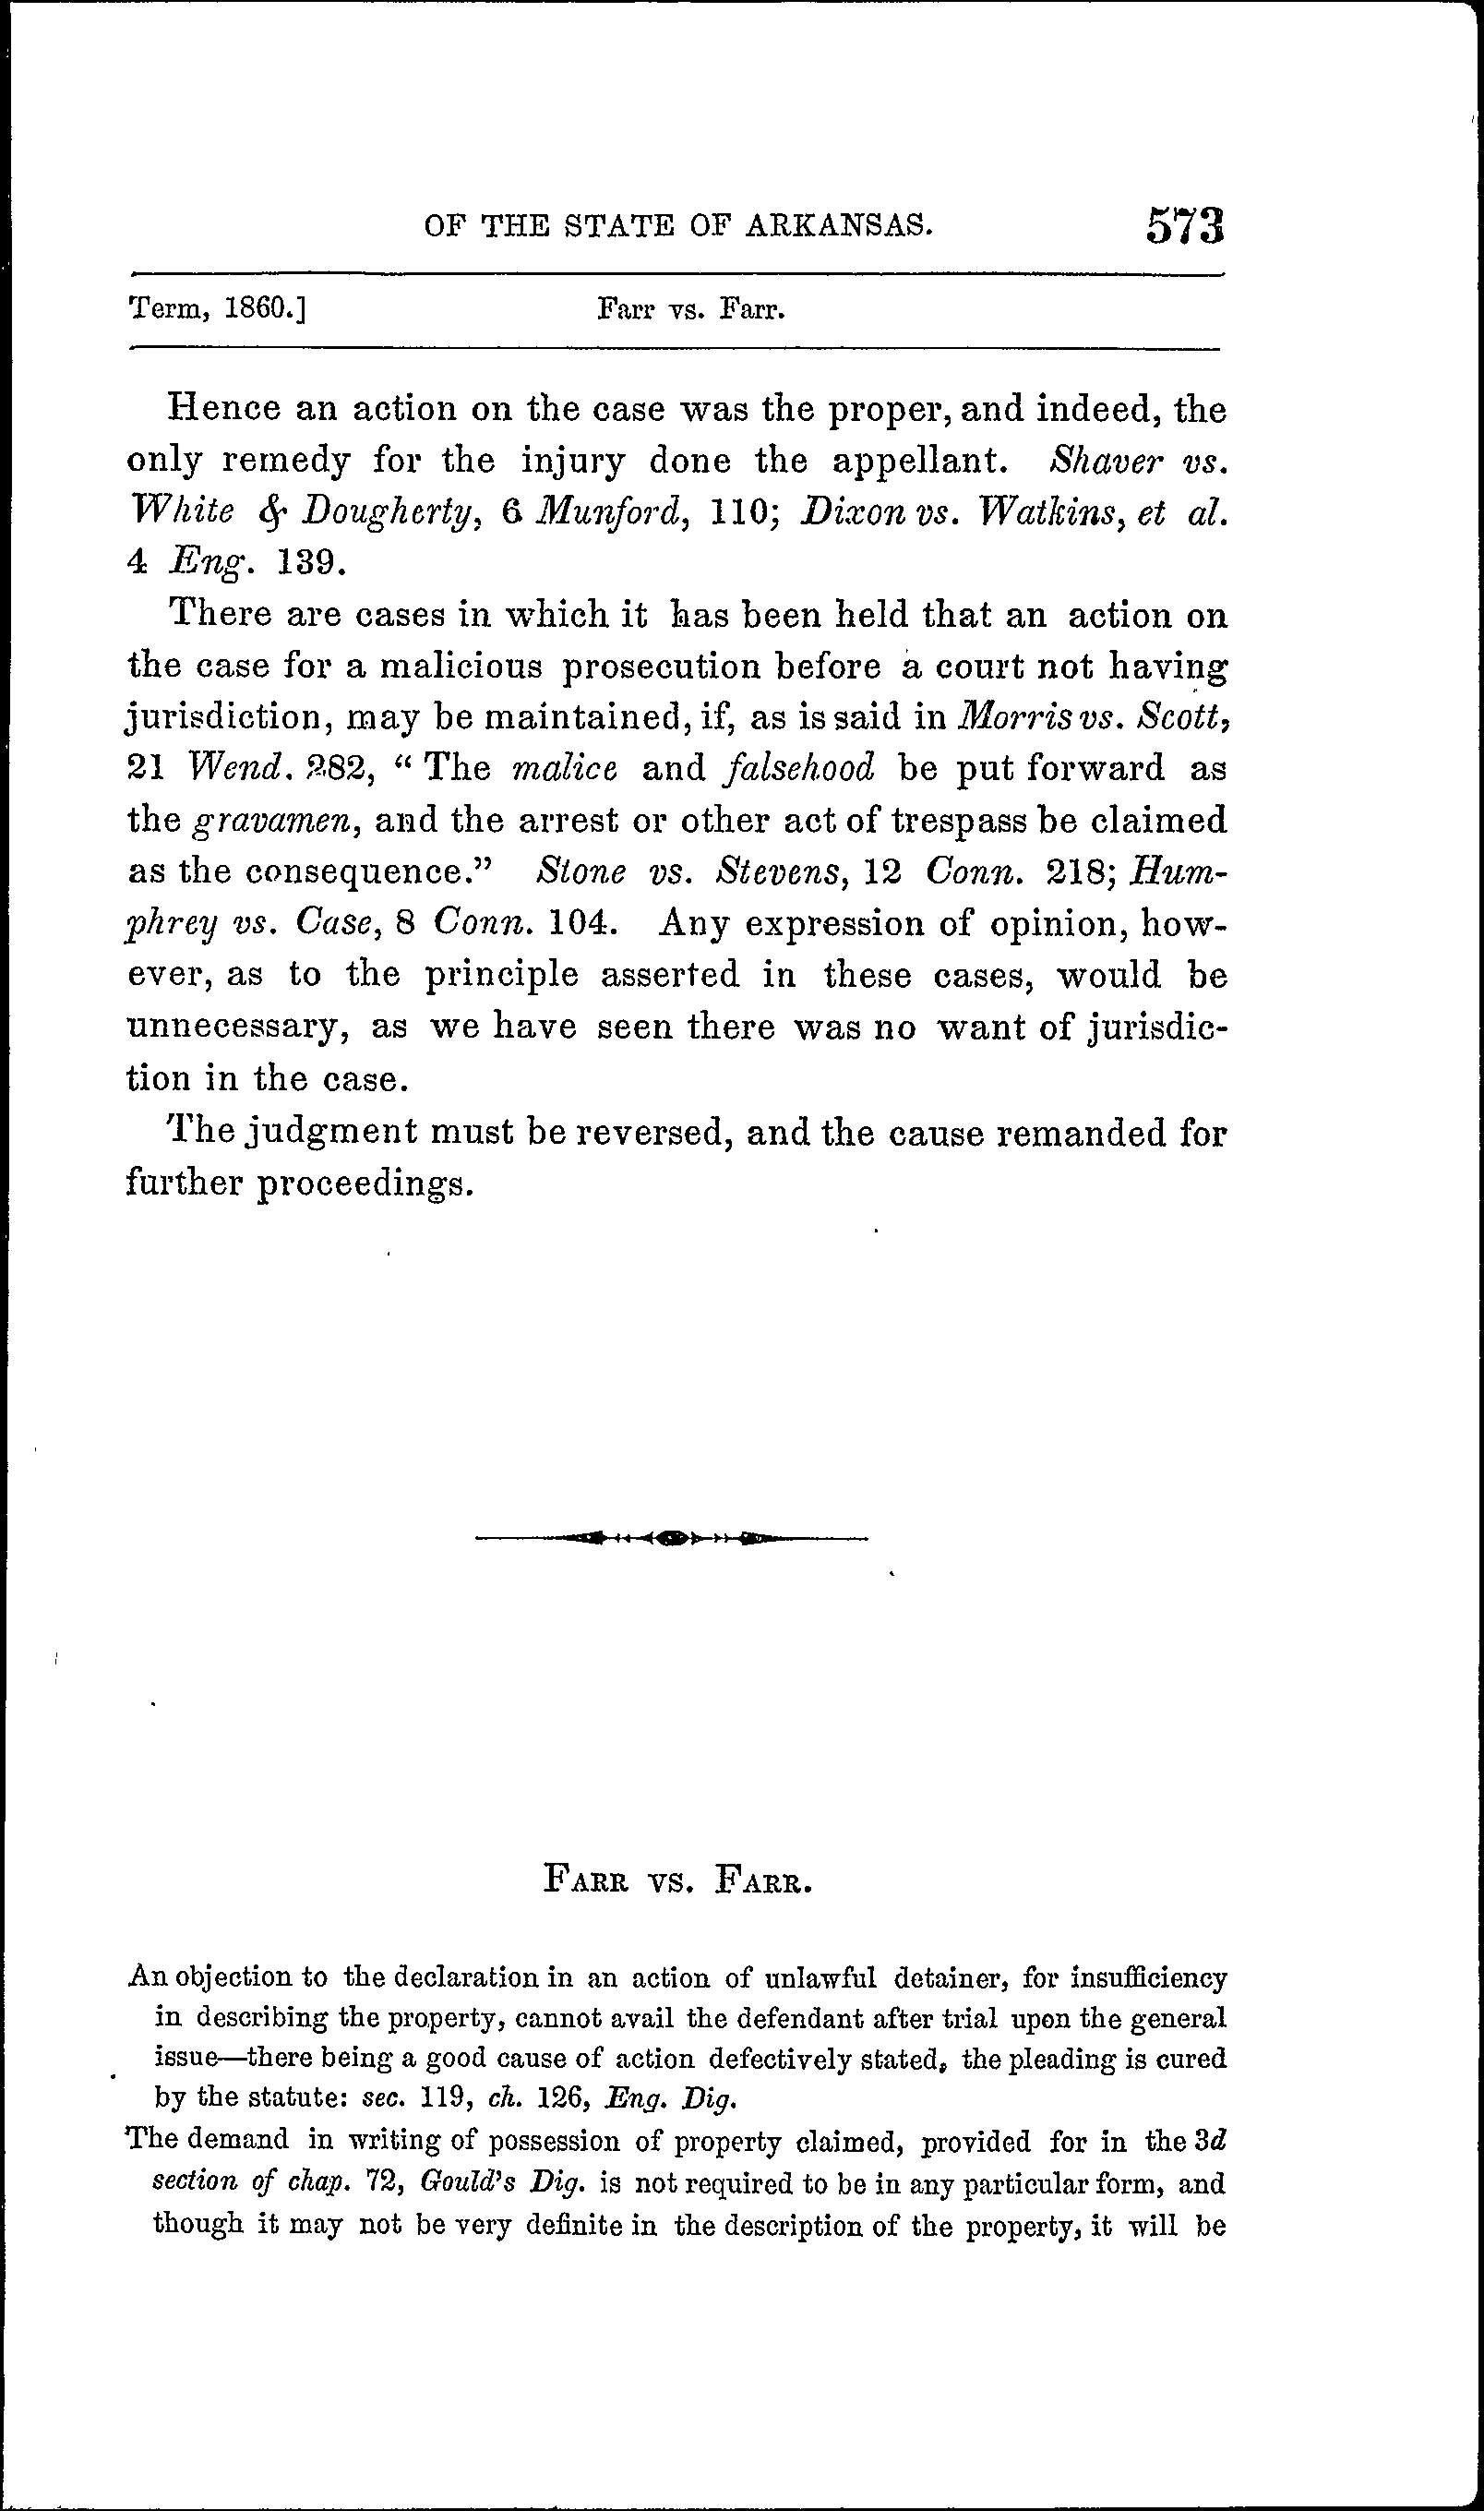 OF THE STATE OF ARKANSAS. 573
Term, 1860.] Farr vs. Farr.
Hence an action on the case was the proper, and indeed, the
only remedy for the injury done the appellant. Shaver vs.
White & Dougherty, 6 Munford, 110; Dixon vs. Watkins, et al.
4 Eng. 139.
There are cases in which it has been held that an action on
the case for a malicious prosecution before a court not having
jurisdiction, may be maintained, if, as is said in Morris vs. Scott,
21 Wend. 282, “ The malice and falsehood be put forward as
the gravamen, and the arrest or other act of trespass be claimed
as the consequence.” Stone vs. Stevens, 12 Conn. 218; Hum-
phrey vs. Case, 8 Conn. 104. Any expression of opinion, how-
ever, as to the principle asserted in these cases, would be
unnecessary, as we have seen there was no want of jurisdic-
tion in the case.
The judgment must be reversed, and the cause remanded for
further proceedings.
FARR VS. FARR.
An objection to the declaration in an action of unlawful detainer, for insufficiency
in describing the property, cannot avail the defendant after trial upon the general
issue—there being a good cause of action defectively stated, the pleading is cured
by the statute: sec. 119, ch. 126, Eng. Dig.
The demand in writing of possession of property claimed, provided for in the 3d
section of chap. 72, Gould's Dig. is not required to be in any particular form, and
though it may not be very definite in the description of the property, it will be